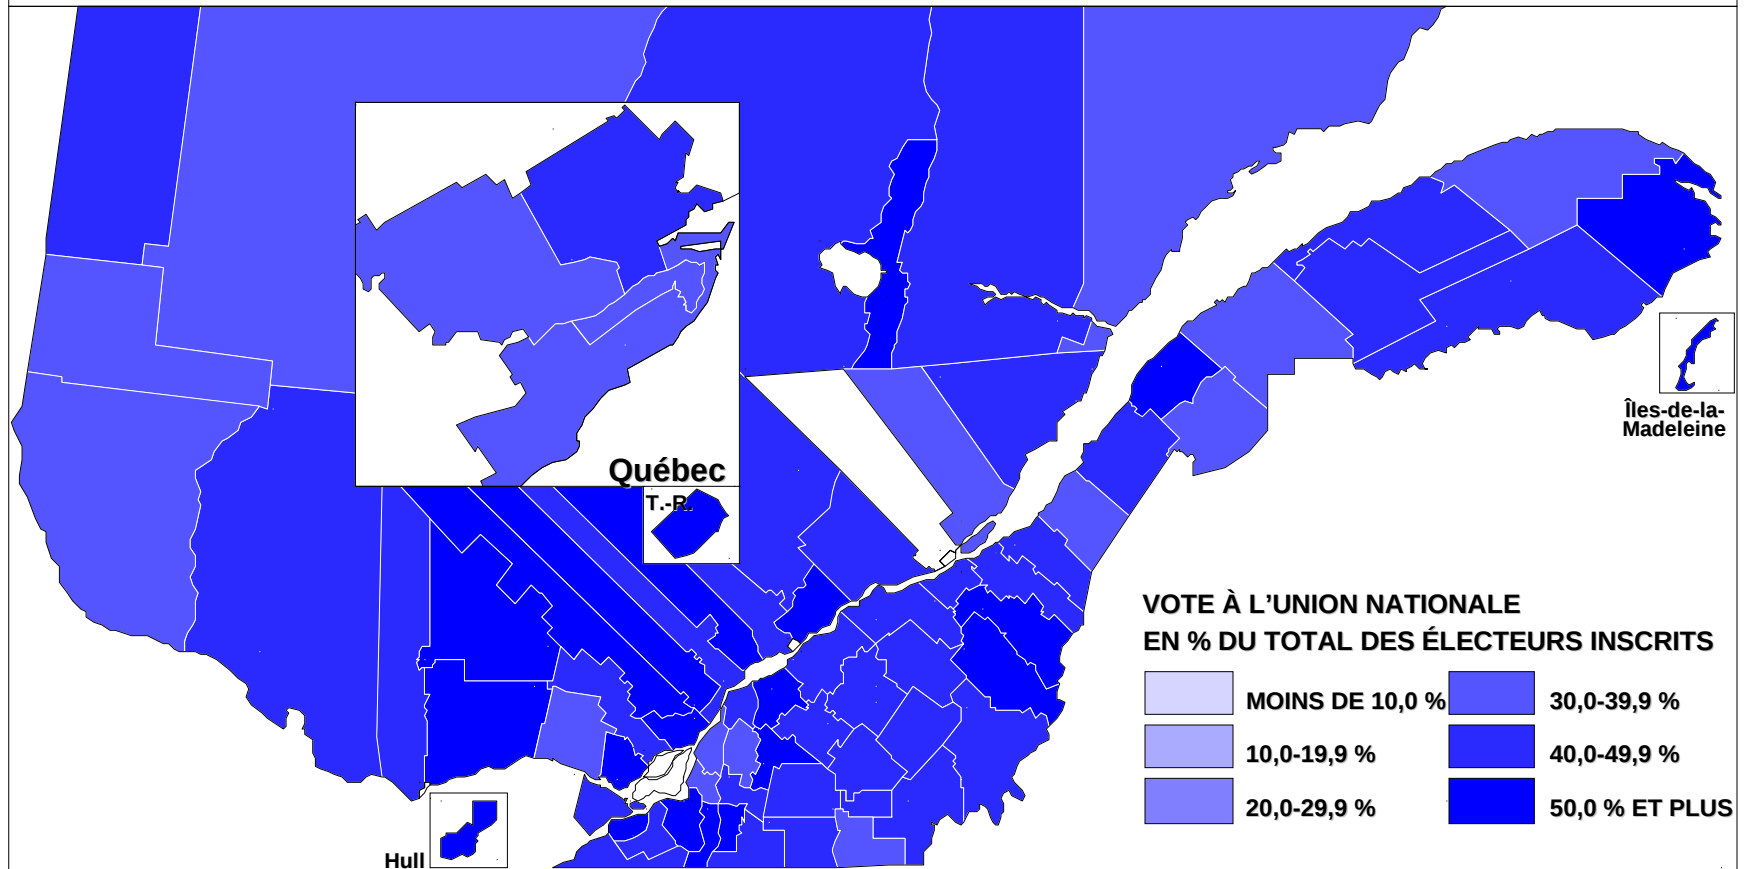 Québec
T.-R.
Îles-de-la-
Madeleine
VOTE À L’UNION NATIONALE
EN % DU TOTAL DES ÉLECTEURS INSCRITS
MOINS DE 10,0 %
30,0-39,9 %
10,0-19,9 %
40,0-49,9 %
20,0-29,9 %
50,0 % ET PLUS
Hull